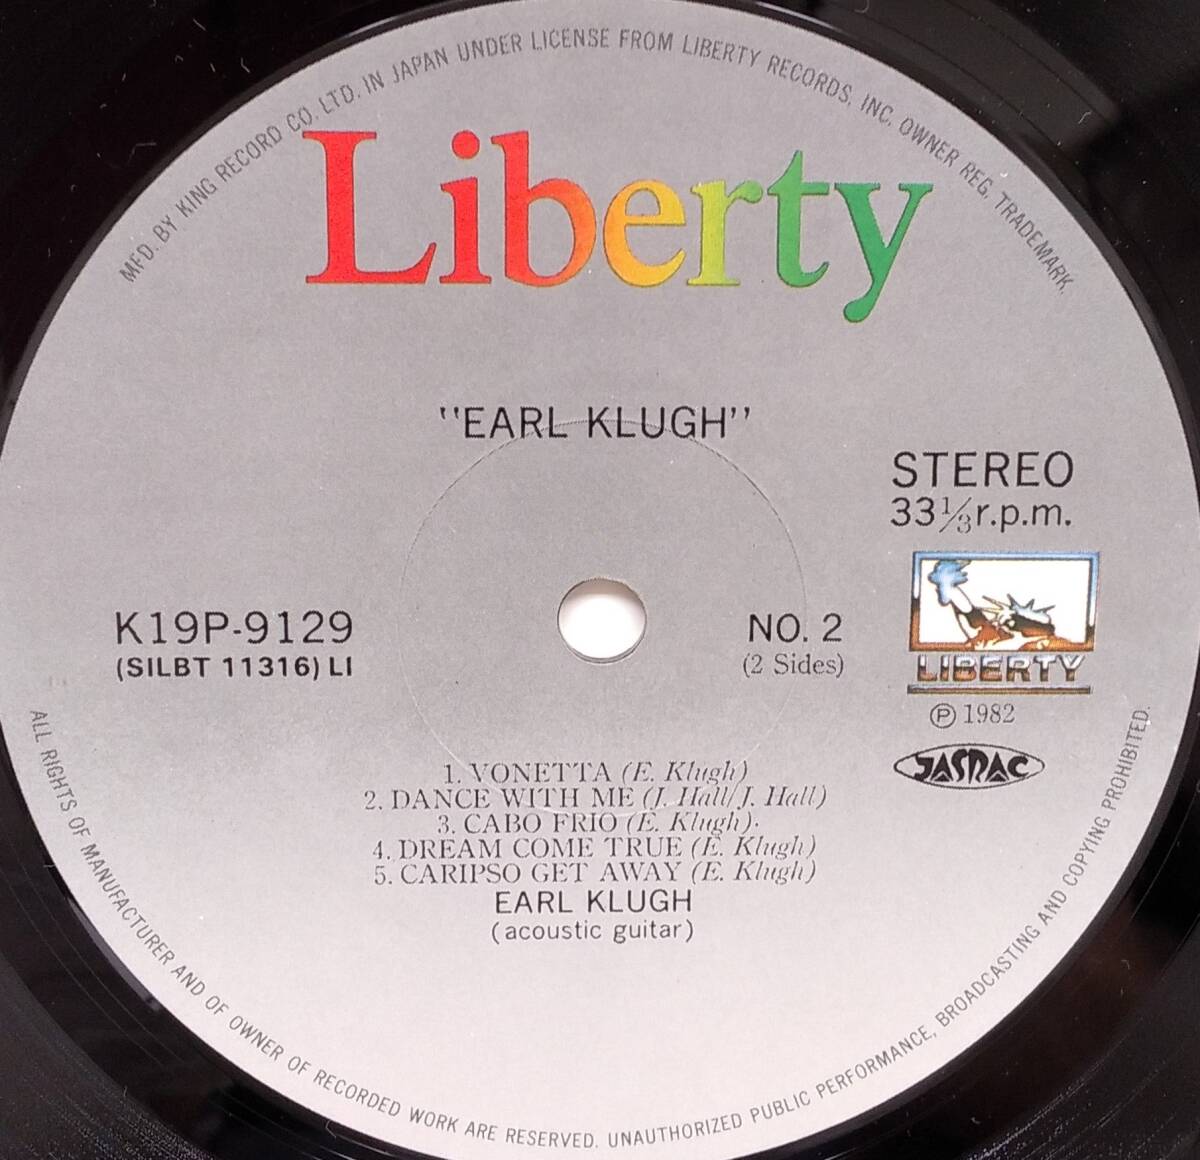 MFD. BY KING RECORD CO. LTD. IN JAPAN UNDER LICENSE FROM LIBERTY RECORDS, INC. OWNER REG. TRADEMARK.
Liberty
"EARL KLUGH"
STEREO
33 1/3 r.p.m.
K19P-9129
(SILBT 11316) LI
NO. 2
(2 Sides)
LIBERTY
Ⓟ 1982
JASRAC
1. VONETTA (E. Klugh)
2. DANCE WITH ME (J. Hall/J. Hall)
3. CABO FRIO (E. Klugh).
4. DREAM COME TRUE (E. Klugh)
5. CARIPSO GET AWAY (E. Klugh)
EARL KLUGH
(acoustic guitar)
ALL RIGHTS OF MANUFACTURER AND OF OWNER OF RECORDED WORK ARE RESERVED. UNAUTHORIZED PUBLIC PERFORMANCE, BROADCASTING AND COPYING PROHIBITED.